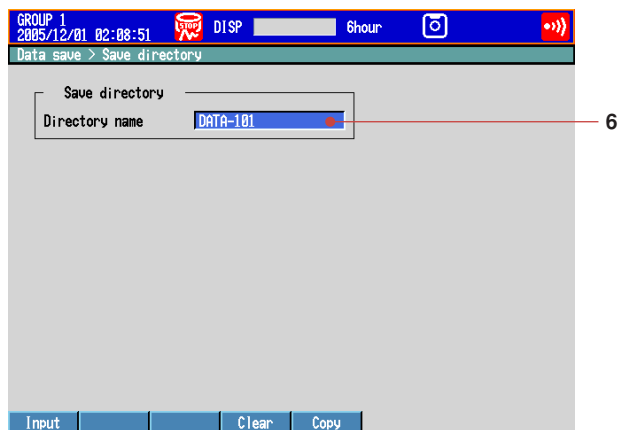 GROUP 1
2005/12/01 02:08:51 STOP DISP 6hour
Data save > Save directory
Save directory
Directory name DATA-101
6
Input Clear Copy